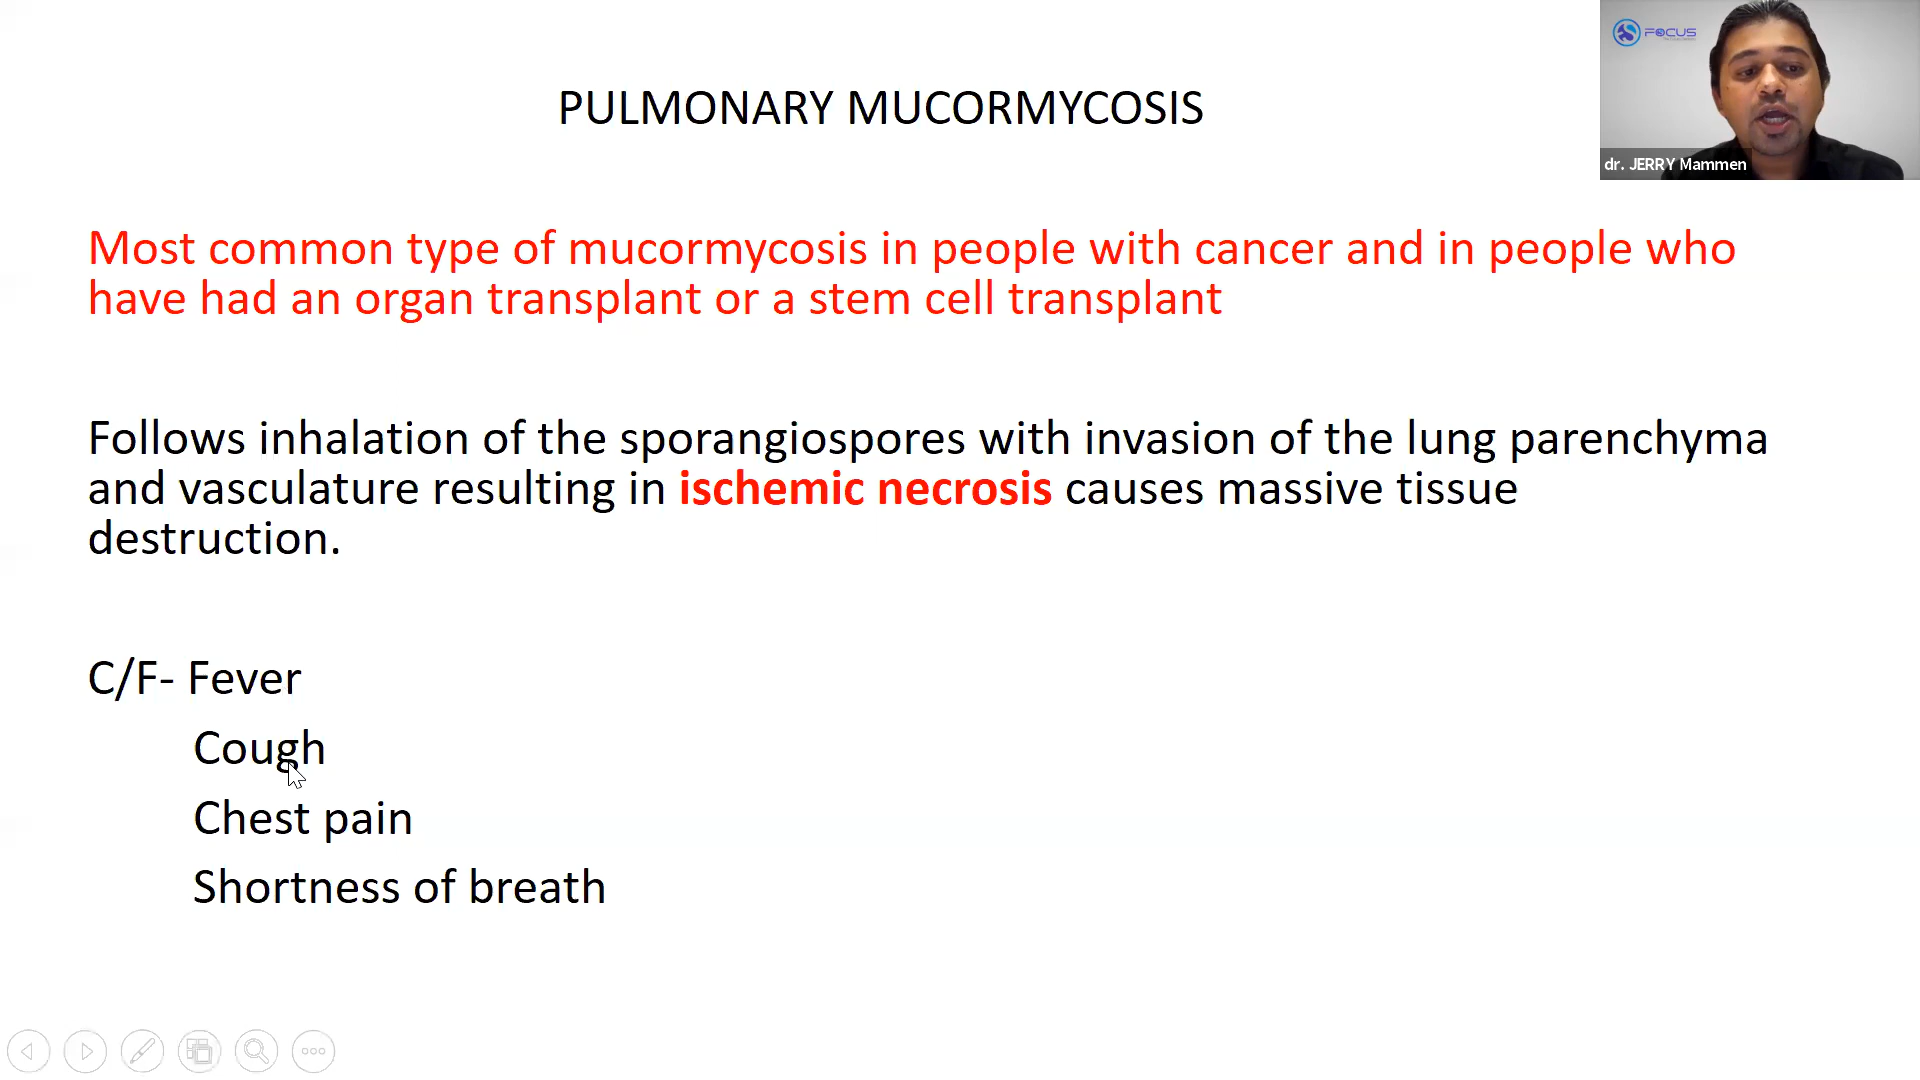 FOCUS
dr. JERRY Mammen
PULMONARY MUCORMYCOSIS
Most common type of mucormycosis in people with cancer and in people who
have had an organ transplant or a stem cell transplant
Follows inhalation of the sporangiospores with invasion of the lung parenchyma
and vasculature resulting in ischemic necrosis causes massive tissue
destruction.
C/F- Fever
Cough
Chest pain
Shortness of breath